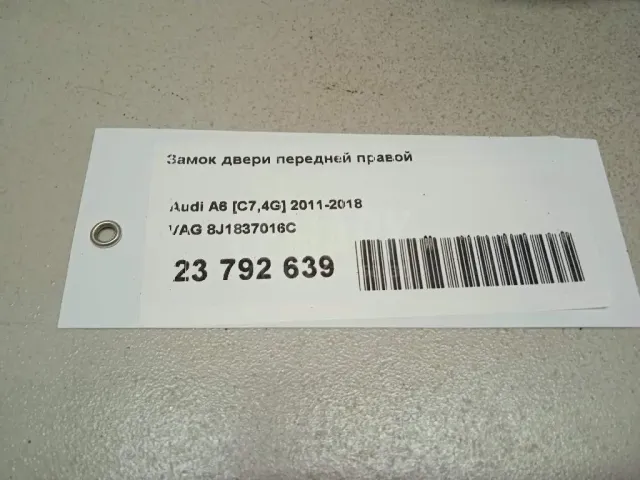 Замок двери передней правой
Audi A6 [C7,4G] 2011-2018
VAG 8J1837016C
23 792 639